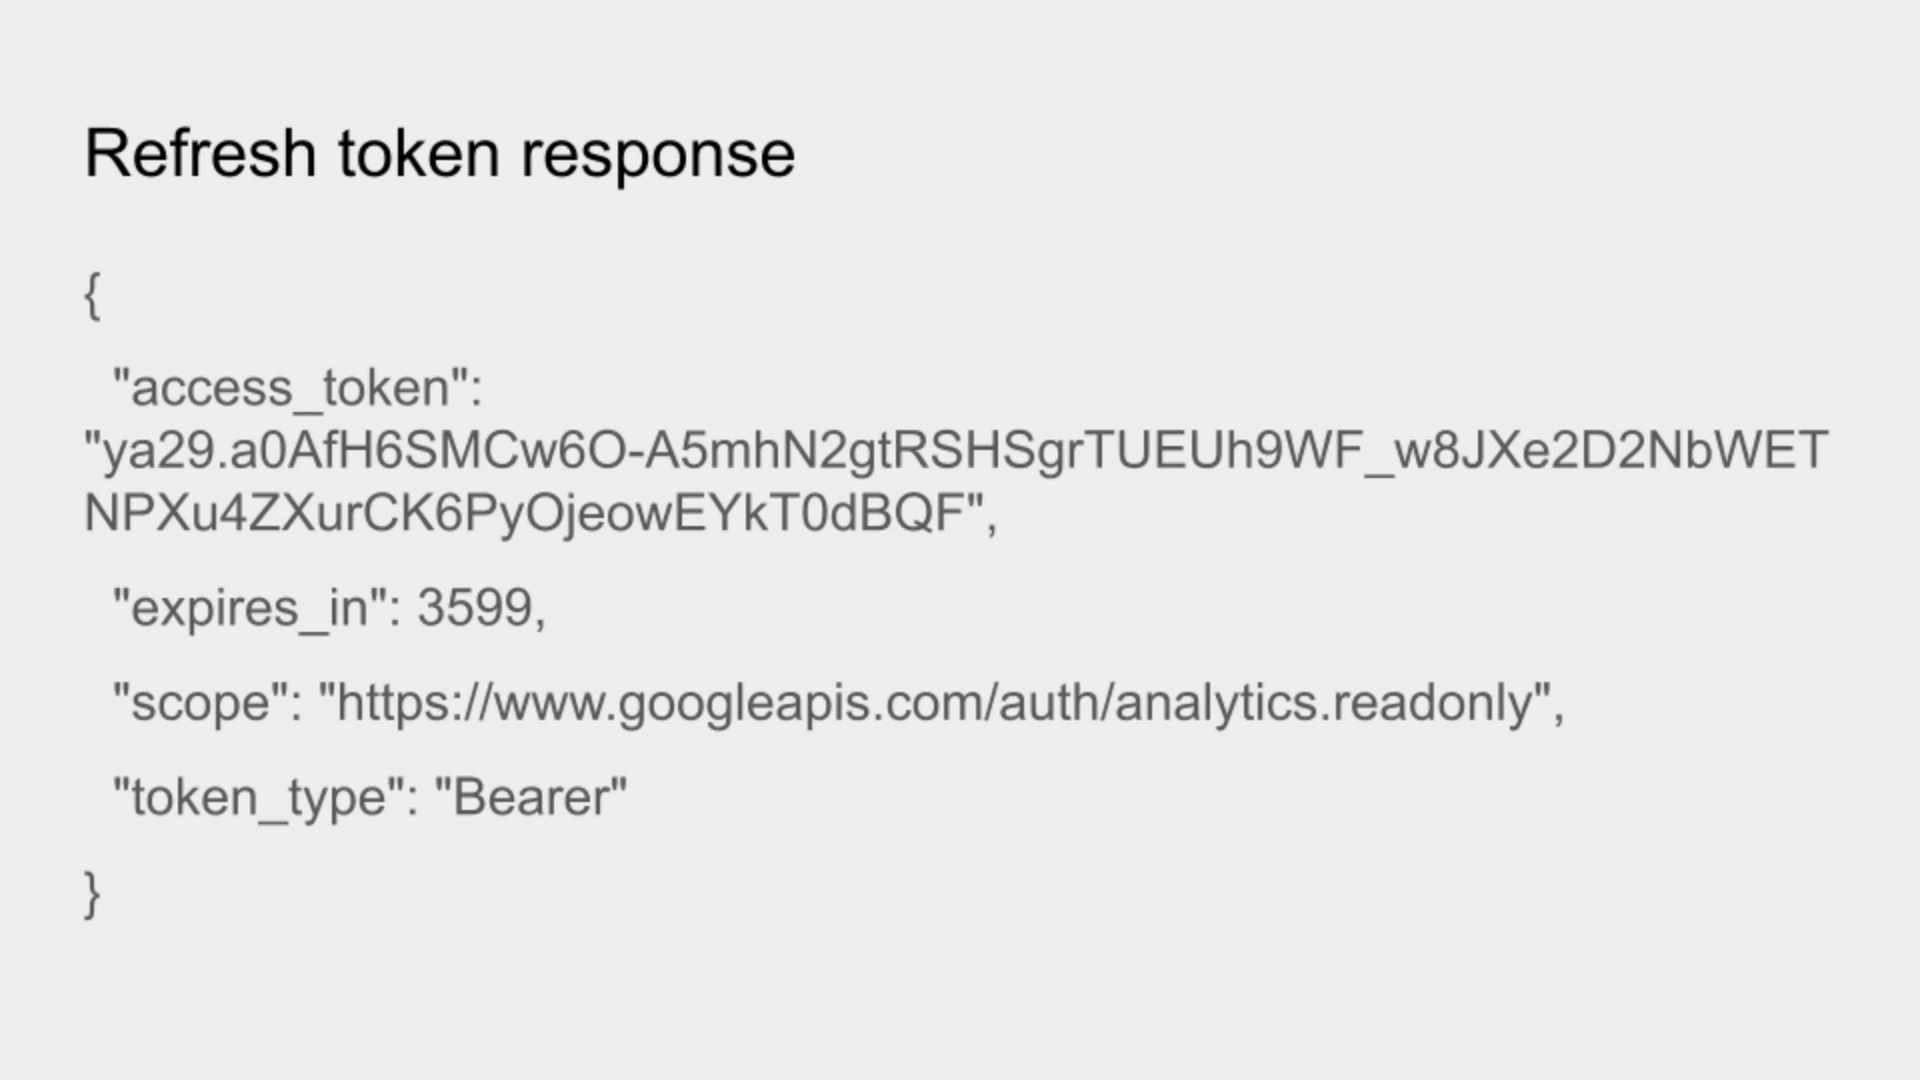 Refresh token response
{
"access_token":
"ya29.a0AfH6SMCw6O-A5mhN2gtRSHSgrTUEUh9WF_w8JXe2D2NbWET
NPXu4ZXurCK6PyOjeowEYkT0dBQF",
"expires_in": 3599,
"scope": "https://www.googleapis.com/auth/analytics.readonly",
"token_type": "Bearer"
}